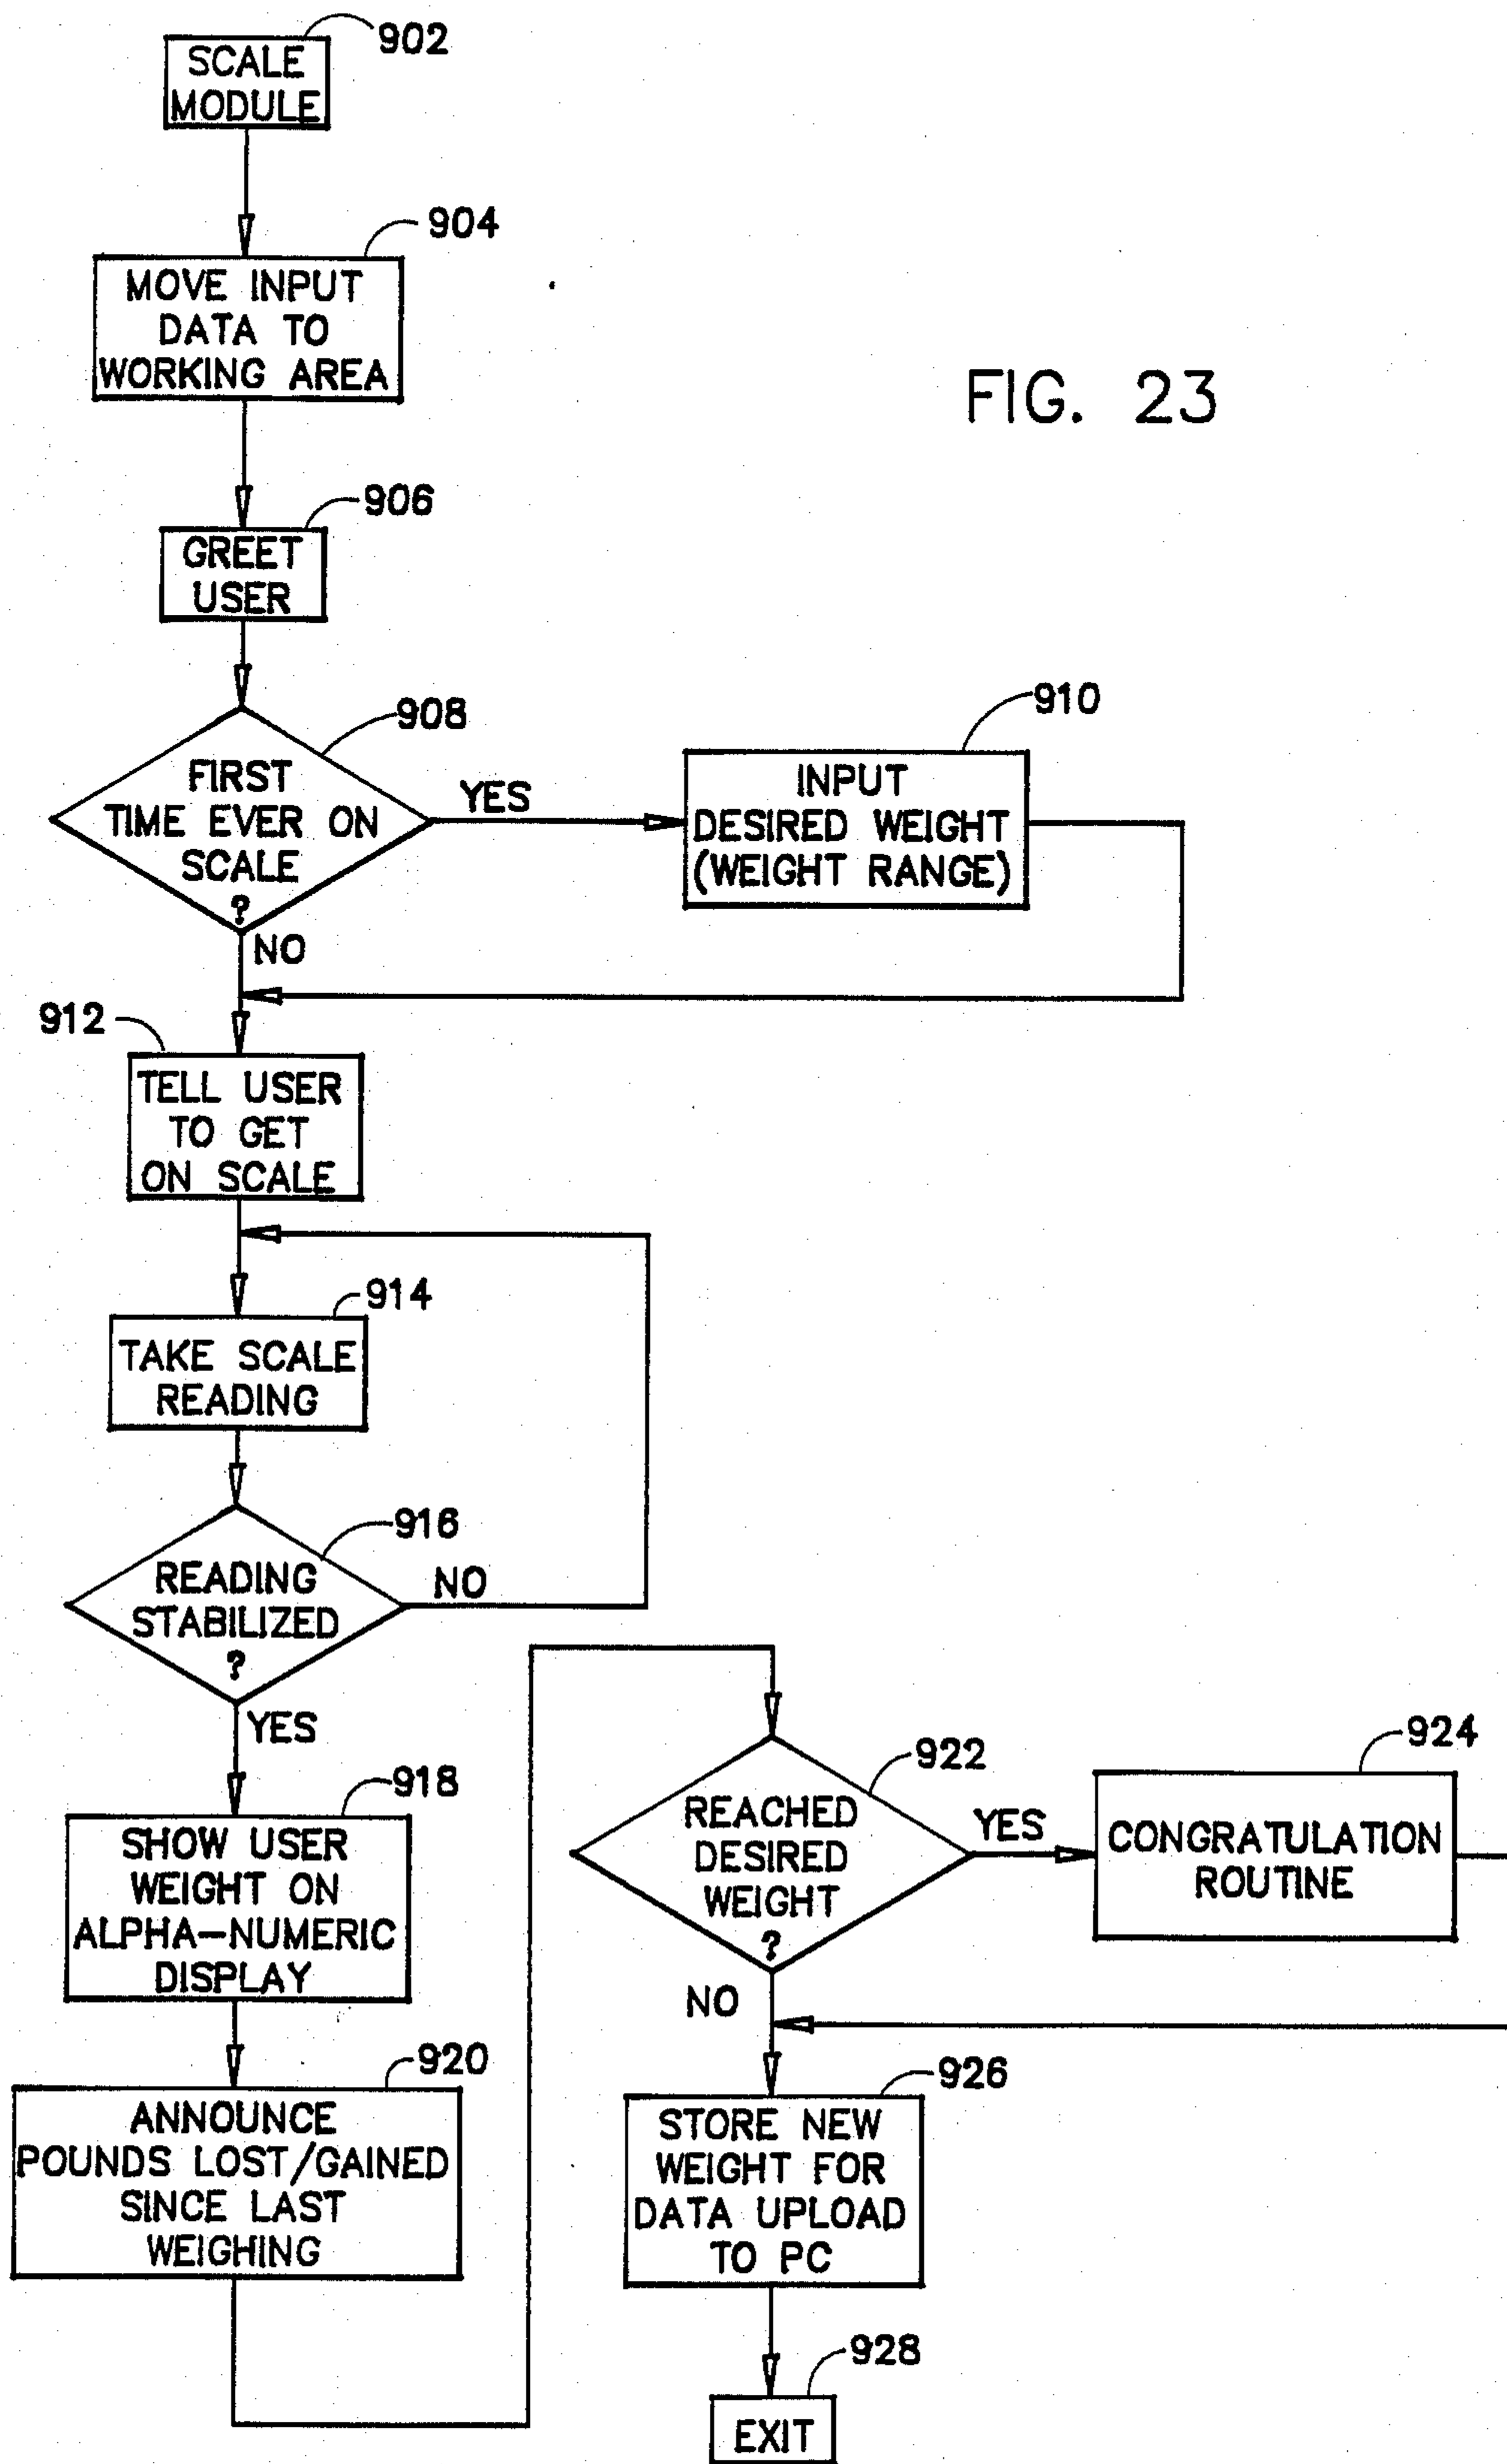 902
SCALE
MODULE
904
MOVE INPUT
DATA TO
WORKING AREA
FIG. 23
906
GREET
USER
908
FIRST
TIME EVER ON
SCALE
?
YES
NO
910
INPUT
DESIRED WEIGHT
(WEIGHT RANGE)
912
TELL USER
TO GET
ON SCALE
914
TAKE SCALE
READING
916
READING
STABILIZED
?
NO
YES
918
SHOW USER
WEIGHT ON
ALPHA-NUMERIC
DISPLAY
920
ANNOUNCE
POUNDS LOST/GAINED
SINCE LAST
WEIGHING
922
REACHED
DESIRED
WEIGHT
?
YES
NO
924
CONGRATULATION
ROUTINE
926
STORE NEW
WEIGHT FOR
DATA UPLOAD
TO PC
928
EXIT